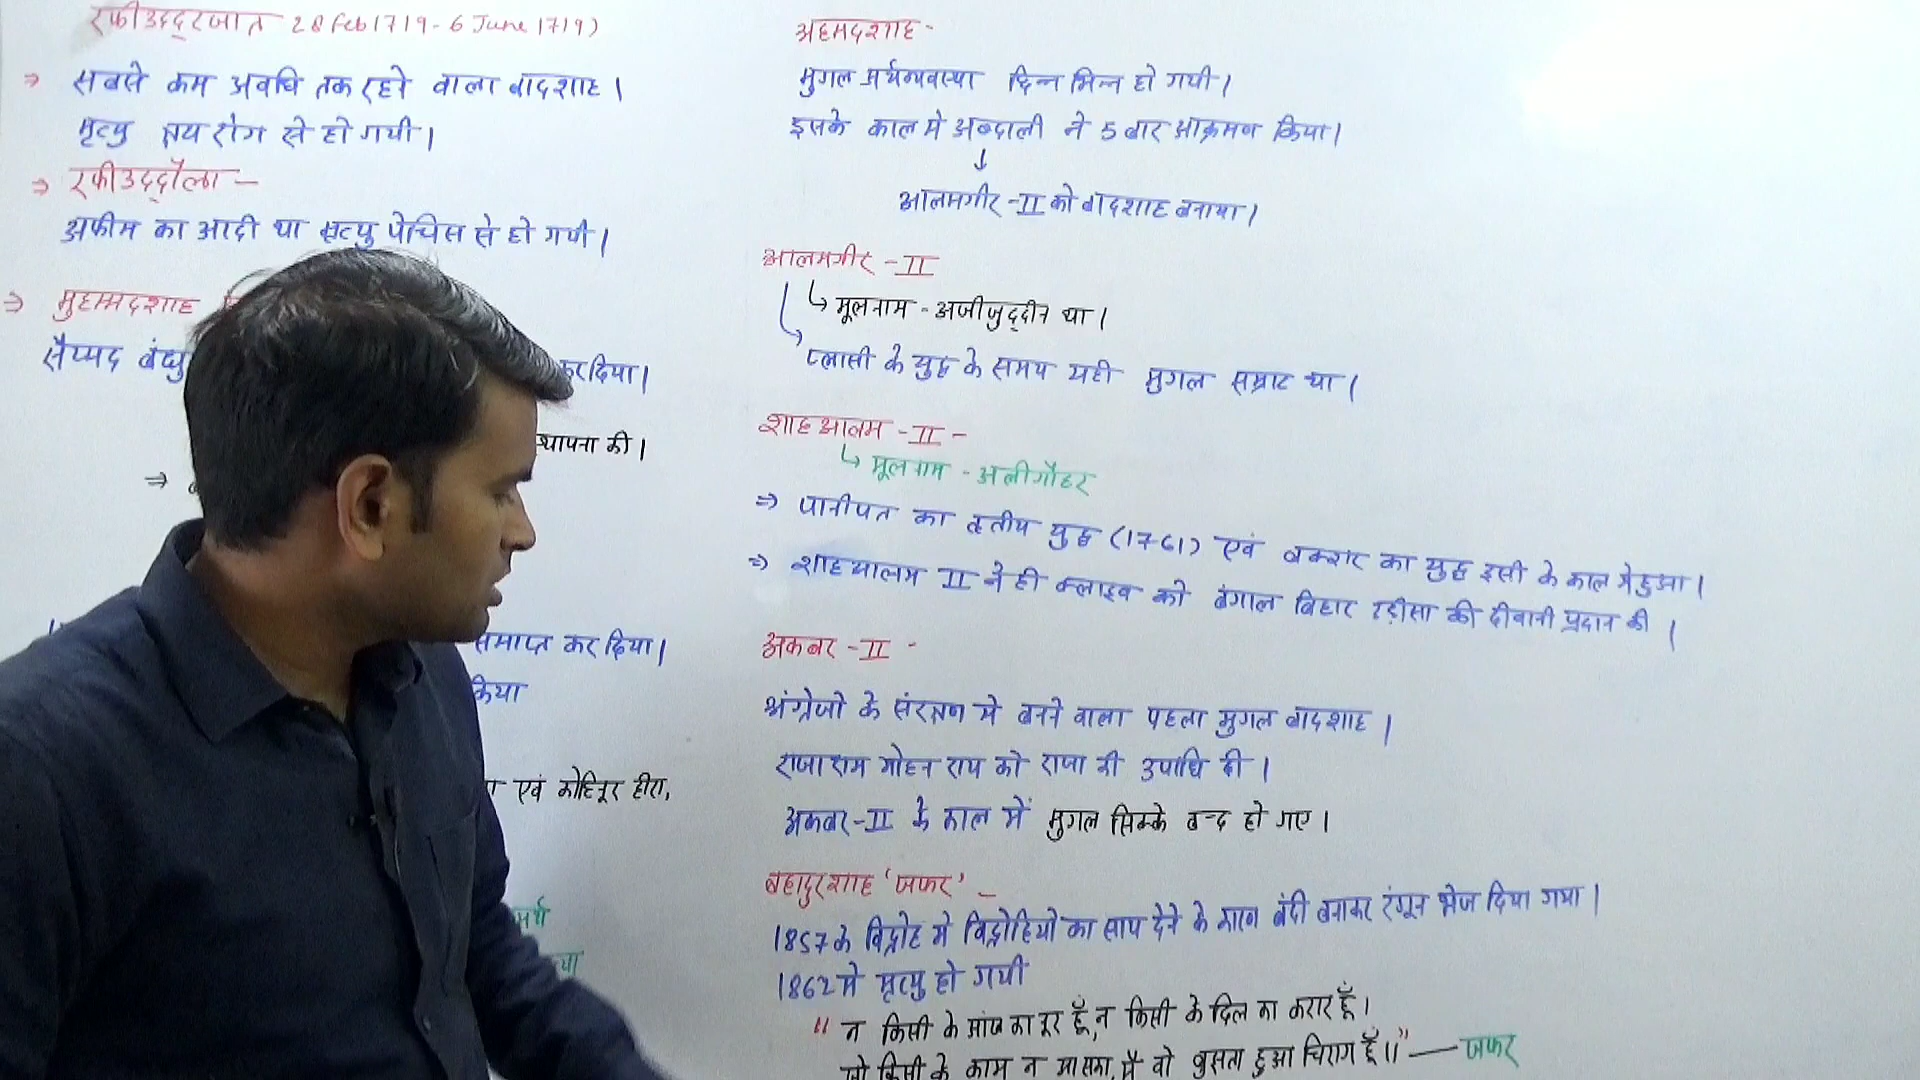 रफीउद्दरजात 28 Feb 1719 - 6 June 1719)
⇒ सबसे कम अवधि तक रहने वाला बादशाह।
मृत्यु क्षय रोग से हो गयी।
⇒ रफीउद्दौला –
अफीम का आदी था मृत्यु पेचिस से हो गयी।
⇒ मुहम्मदशाह
सैय्यद बंधु
कर दिया।
स्थापना की।
⇒
समाप्त कर दिया।
किया
एवं कोहिनूर हीरा,
अहमदशाह -
मुगल अर्थव्यवस्था छिन्न भिन्न हो गयी।
इसके काल मे अब्दाली ने 5 बार आक्रमण किया।
↓
आलमगीर - II को बादशाह बनाया।
आलमगीर - II
↳ मूलनाम - अजीजुद्दीन था।
प्लासी के युद्ध के समय यही मुगल सम्राट था।
शाहआलम - II -
↳ मूलनाम - अलीगौहर
⇒ पानीपत का तृतीय युद्ध (1761) एवं बक्सर का युद्ध इसी के काल मे हुआ।
⇒ शाहआलम II ने ही क्लाइव को बंगाल बिहार उड़ीसा की दीवानी प्रदान की।
अकबर - II -
अंग्रेजो के संरक्षण मे बनने वाला पहला मुगल बादशाह।
राजा राम मोहन राय को राजा की उपाधि दी।
अकबर - II के काल में मुगल सिक्के बन्द हो गए।
बहादुरशाह 'जफर' –
1857 के विद्रोह मे विद्रोहियो का साथ देने के कारण बंदी बनाकर रंगून भेज दिया गया।
1862 मे मृत्यु हो गयी
" न किसी के आंख का नूर हूँ, न किसी के दिल का करार हूँ।
जो किसी के काम न आ सका, मै वो बुझता हुआ चिराग हूँ।।" — जफर